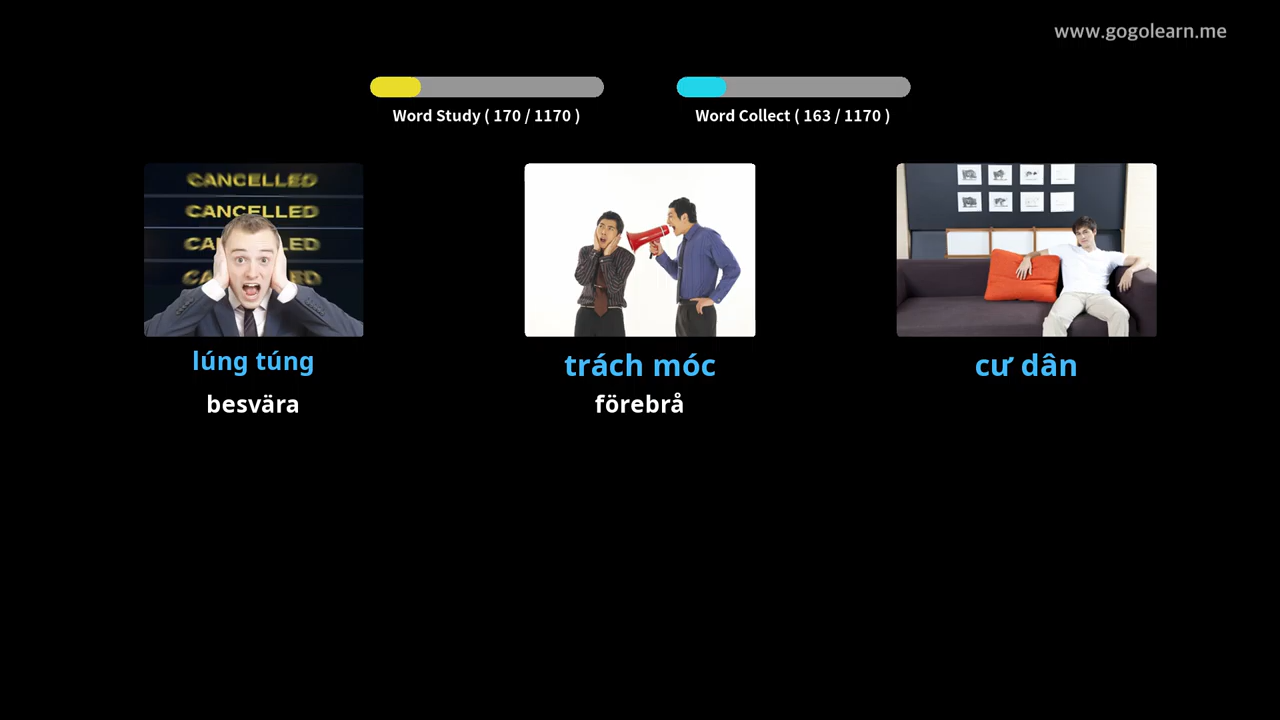 www.gogolearn.me
Word Study ( 170 / 1170 )
Word Collect ( 163 / 1170 )
CANCELLED
CANCELLED
lúng túng
trách móc
cư dân
besvära
förebrå